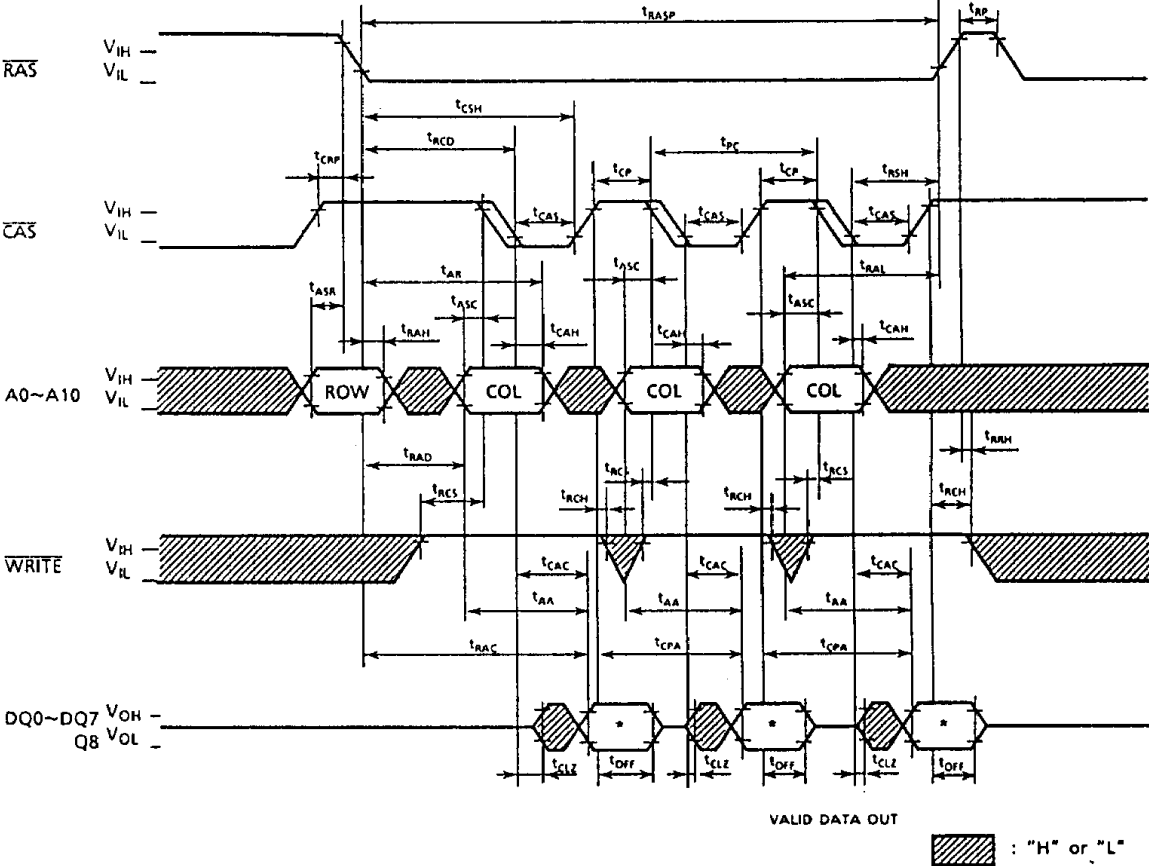 tRASP tRP
RAS VIH VIL
tCSH
tRCD tPC
tCRP tCP tCP tRSH
CAS VIH VIL tCAS tCAS tCAS
tAR tASC tRAL
tASR tASC tASC
tRAH tCAH tCAH tCAH
A0~A10 VIH VIL ROW COL COL COL
tRAD tRRH
tRCS tRCS tRCS
tRCH tRCH tRCH
WRITE VIH VIL
tCAC tCAC tCAC
tAA tAA tAA
tRAC tCPA tCPA
DQ0~DQ7 VOH * * *
Q8 VOL
tCLZ tOFF tCLZ tOFF tCLZ tOFF
VALID DATA OUT
: "H" or "L"